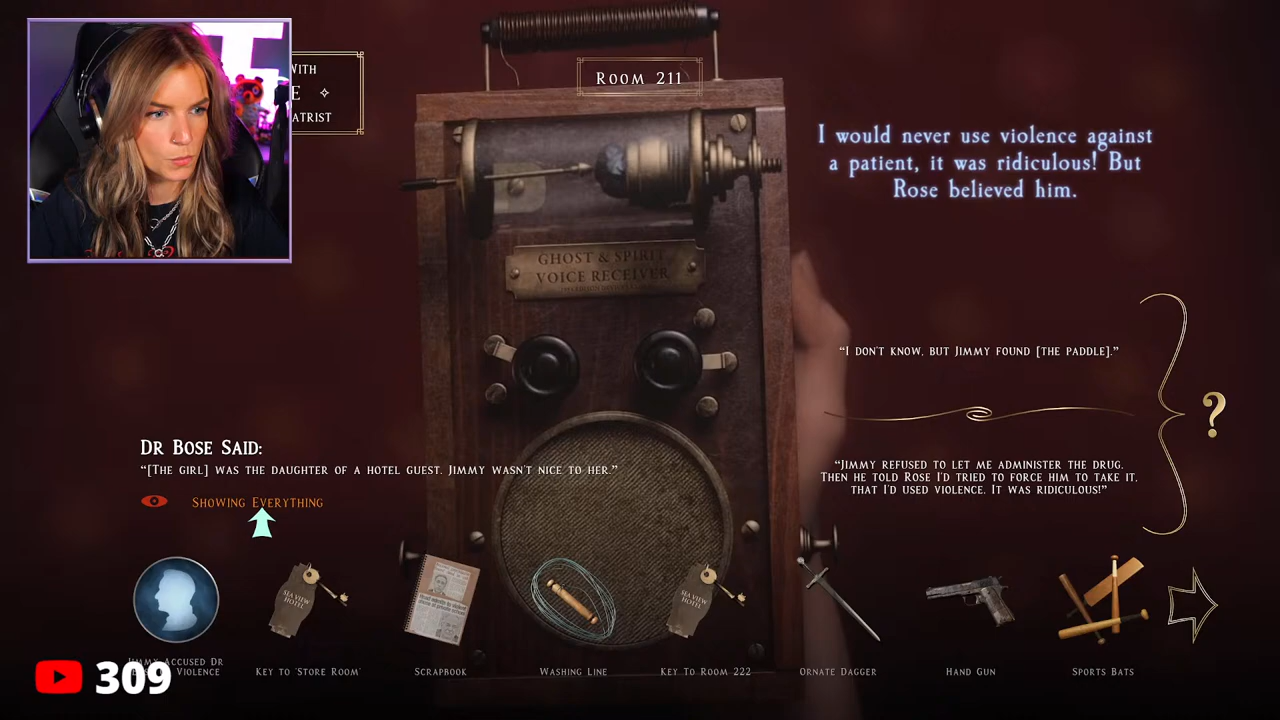 WITH
E
ATRIST
ROOM 211
I would never use violence against
a patient, it was ridiculous! But
Rose believed him.
GHOST & SPIRIT
VOICE RECEIVER
"I DON'T KNOW, BUT JIMMY FOUND [THE PADDLE]."
?
DR BOSE SAID:
"[THE GIRL] WAS THE DAUGHTER OF A HOTEL GUEST. JIMMY WASN'T NICE TO HER."
SHOWING EVERYTHING
"JIMMY REFUSED TO LET ME ADMINISTER THE DRUG.
THEN HE TOLD ROSE I'D TRIED TO FORCE HIM TO TAKE IT,
THAT I'D USED VIOLENCE. IT WAS RIDICULOUS!"
SEA VIEW
HOTEL
SEA VIEW
HOTEL
JIMMY ACCUSED DR
VIOLENCE
KEY TO 'STORE ROOM'
SCRAPBOOK
WASHING LINE
KEY TO ROOM 222
ORNATE DAGGER
HAND GUN
SPORTS BATS
309